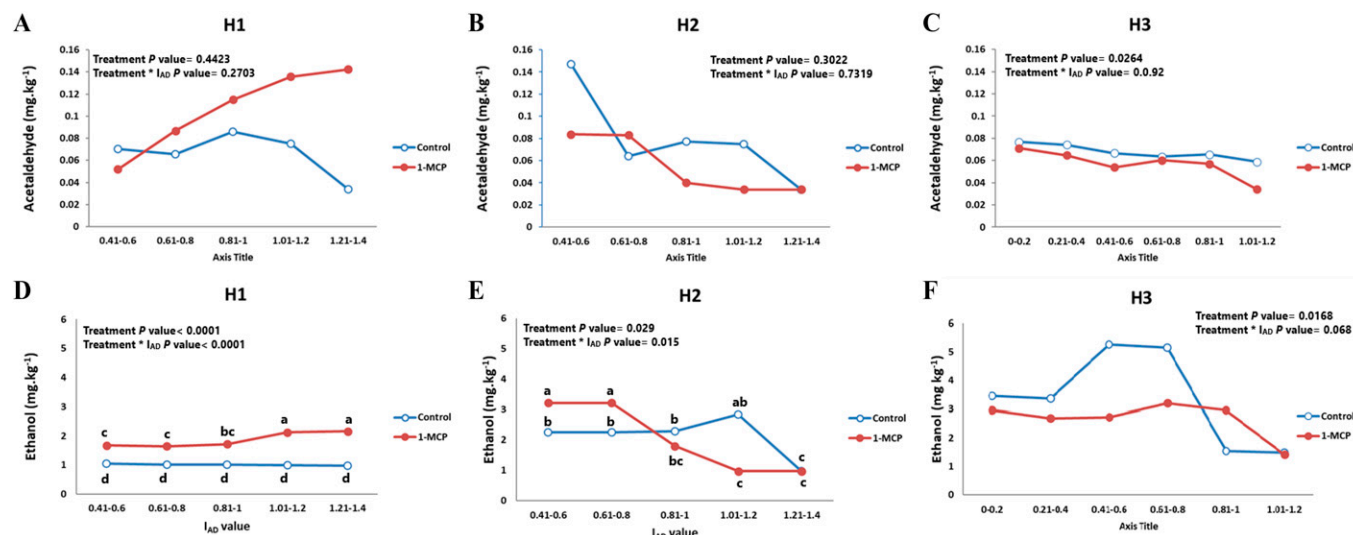 A
H1
Treatment P value= 0.4423
Treatment * IAD P value= 0.2703
Acetaldehyde (mg.kg-1)
0.16
0.14
0.12
0.1
0.08
0.06
0.04
0.02
0
0.41-0.6 0.61-0.8 0.81-1 1.01-1.2 1.21-1.4
Axis Title
Control
1-MCP
B
H2
Treatment P value= 0.3022
Treatment * IAD P value= 0.7319
Acetaldehyde (mg.kg-1)
0.16
0.14
0.12
0.1
0.08
0.06
0.04
0.02
0
0.41-0.6 0.61-0.8 0.81-1 1.01-1.2 1.21-1.4
Axis Title
Control
1-MCP
C
H3
Treatment P value= 0.0264
Treatment * IAD P value= 0.0.92
Acetaldehyde (mg.kg-1)
0.16
0.14
0.12
0.1
0.08
0.06
0.04
0.02
0
0-0.2 0.21-0.4 0.41-0.6 0.61-0.8 0.81-1 1.01-1.2
Axis Title
Control
1-MCP
D
H1
Treatment P value< 0.0001
Treatment * IAD P value< 0.0001
Ethanol (mg.kg-1)
6
5
4
3
2
1
0
c c bc a a
d d d d d
0.41-0.6 0.61-0.8 0.81-1 1.01-1.2 1.21-1.4
IAD value
Control
1-MCP
E
H2
Treatment P value= 0.029
Treatment * IAD P value= 0.015
Ethanol (mg.kg-1)
6
5
4
3
2
1
0
a a b ab c
b b bc c c
0.41-0.6 0.61-0.8 0.81-1 1.01-1.2 1.21-1.4
IAD value
Control
1-MCP
F
H3
Treatment P value= 0.0168
Treatment * IAD P value= 0.068
Ethanol (mg kg-1)
6
5
4
3
2
1
0
0-0.2 0.21-0.4 0.41-0.6 0.61-0.8 0.81-1 1.01-1.2
Axis Title
Control
1-MCP